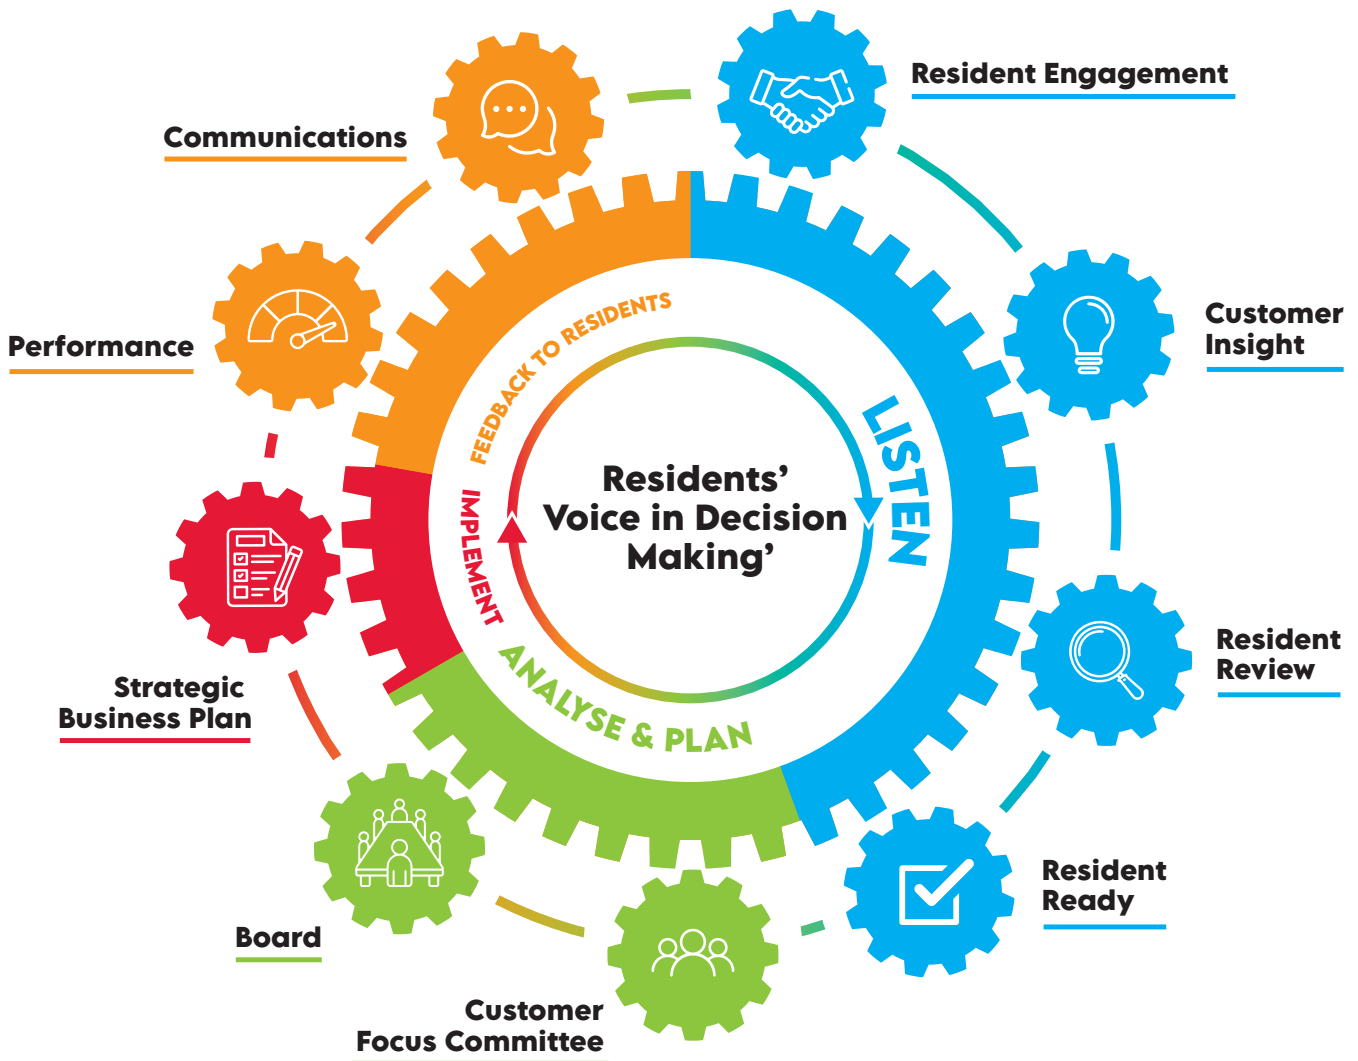 Resident Engagement
Communications
Customer
Insight
Performance
FEEDBACK TO RESIDENTS
LISTEN
Residents’
Voice in Decision
Making’
IMPLEMENT
ANALYSE & PLAN
Resident
Review
Strategic
Business Plan
Resident
Ready
Board
Customer
Focus Committee